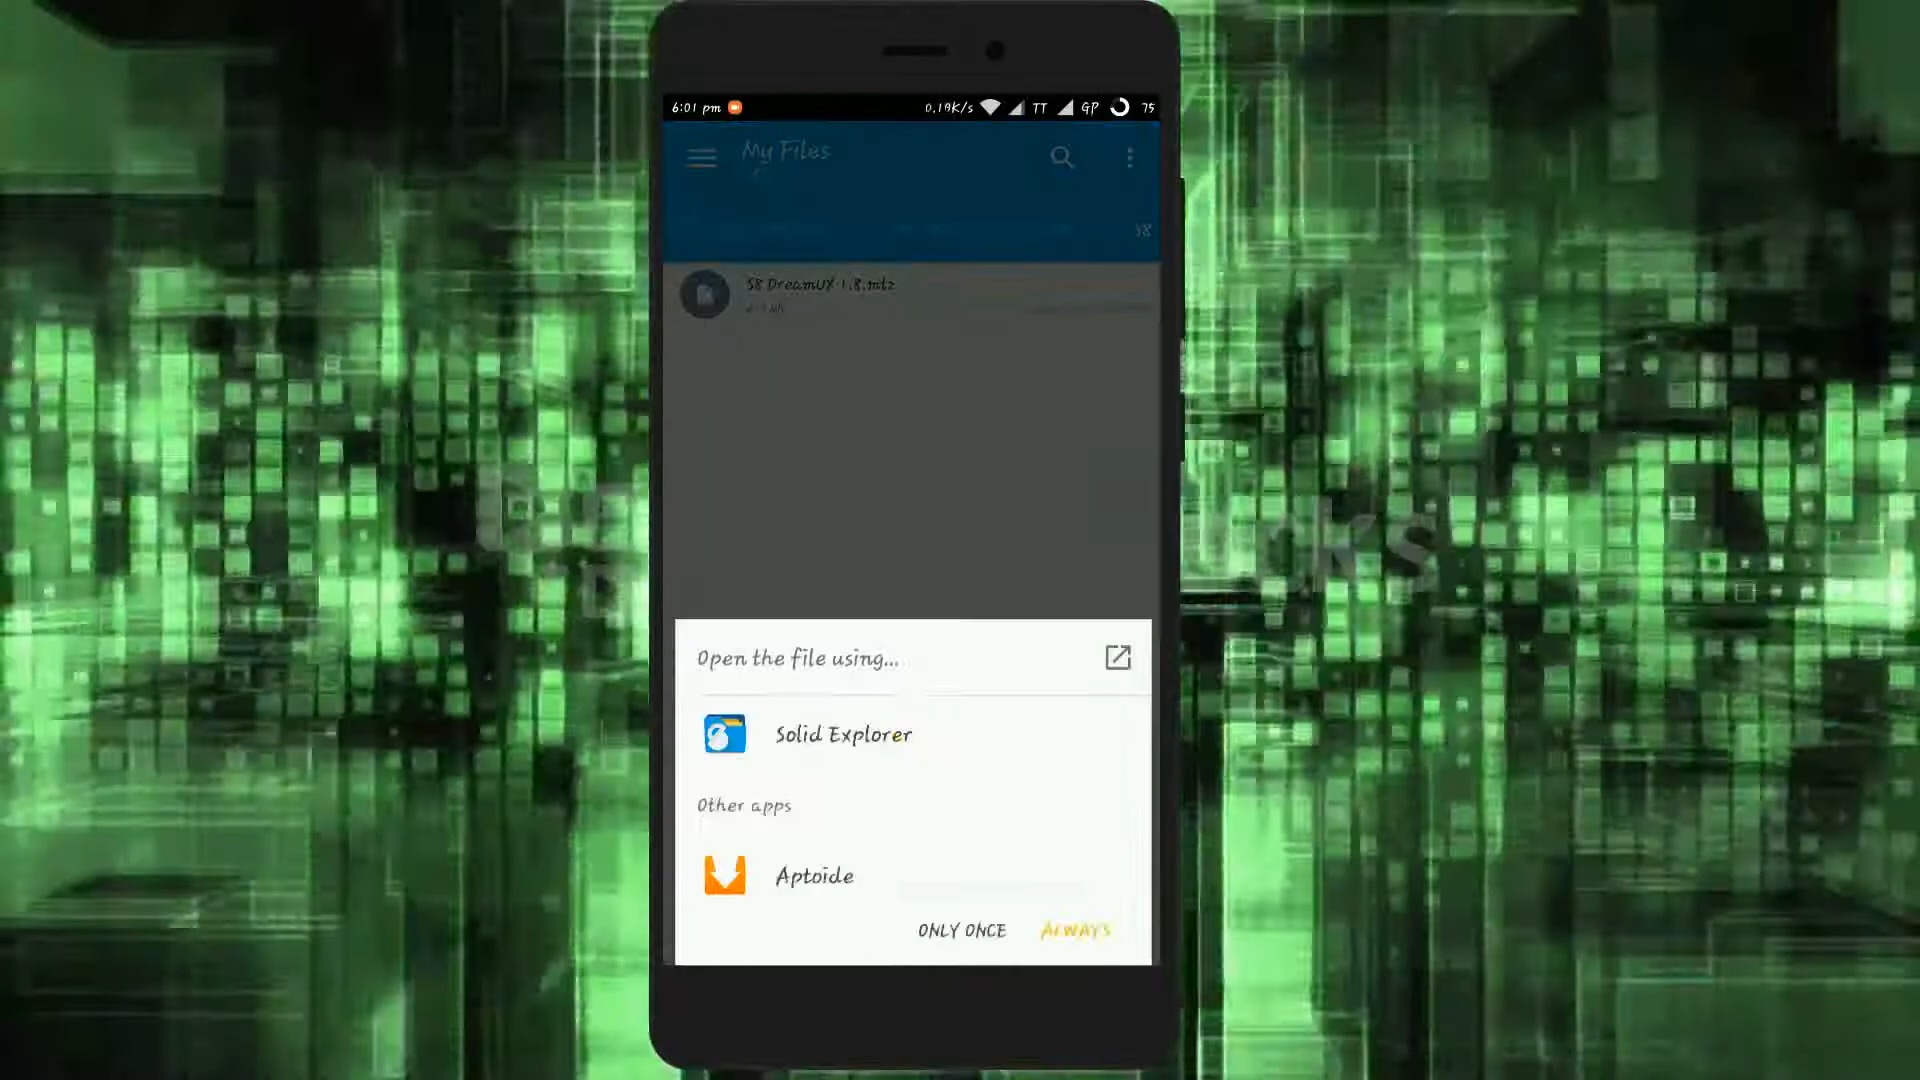 6:01 pm 0.19K/s TT GP 75
My Files
S8
S8 DreamUX 1.8.mtz
Open the file using...
Solid Explorer
Other apps
Aptoide
ONLY ONCE ALWAYS